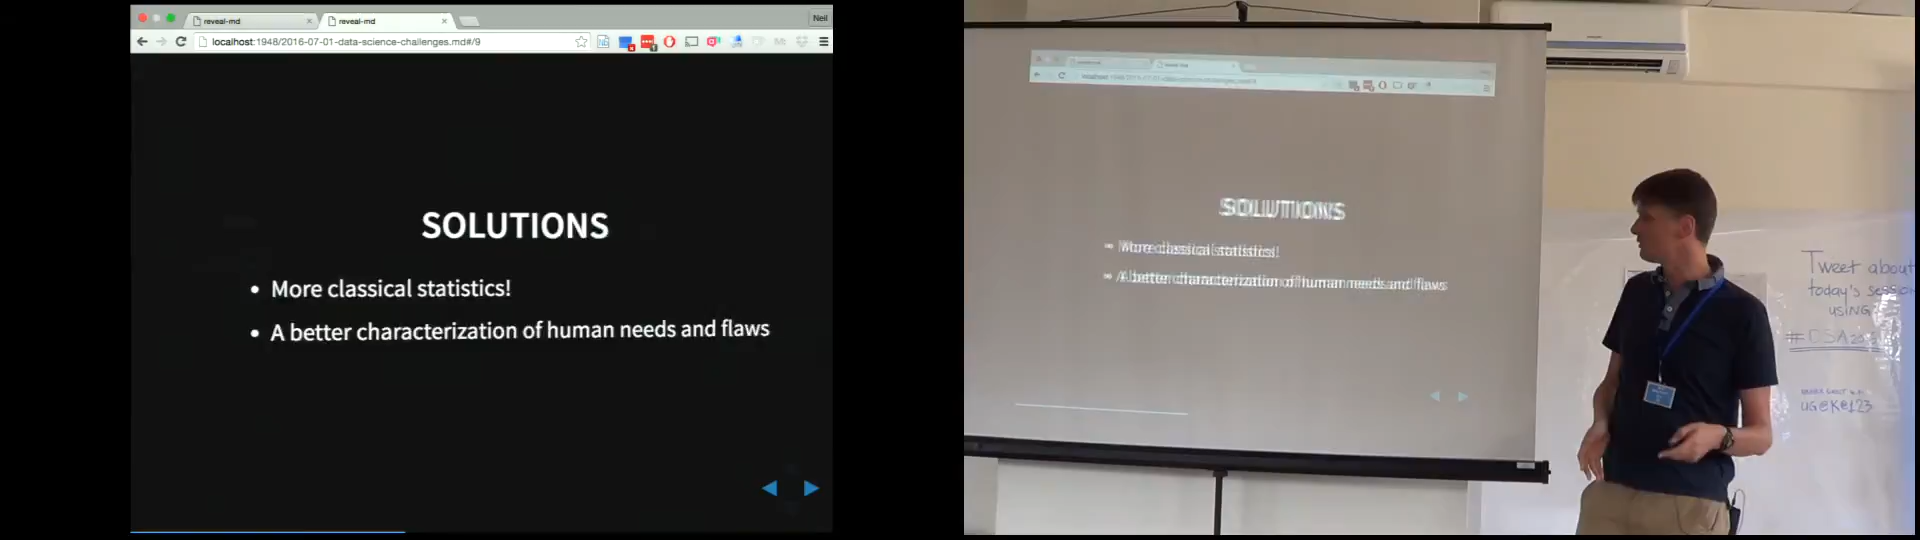 reveal-md
reveal-md
Neil
localhost:1948/2016-07-01-data-science-challenges.md#/9
SOLUTIONS
• More classical statistics!
• A better characterization of human needs and flaws
SOLUTIONS
• More classical statistics!
• A better characterization of human needs and flaws
Tweet about
today's session
using
UG@K@123